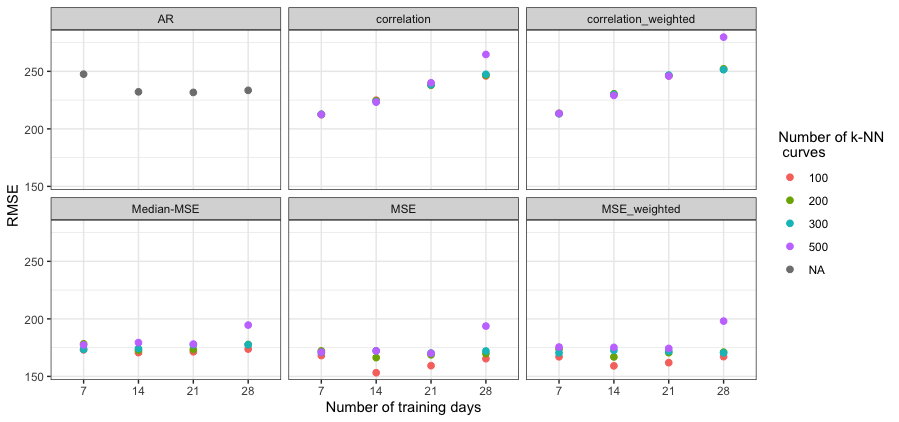 AR
correlation
correlation_weighted
250
200
150
Median-MSE
MSE
MSE_weighted
250
200
150
7
14
21
28
7
14
21
28
7
14
21
28
RMSE
Number of training days
Number of k-NN
curves
100
200
300
500
NA